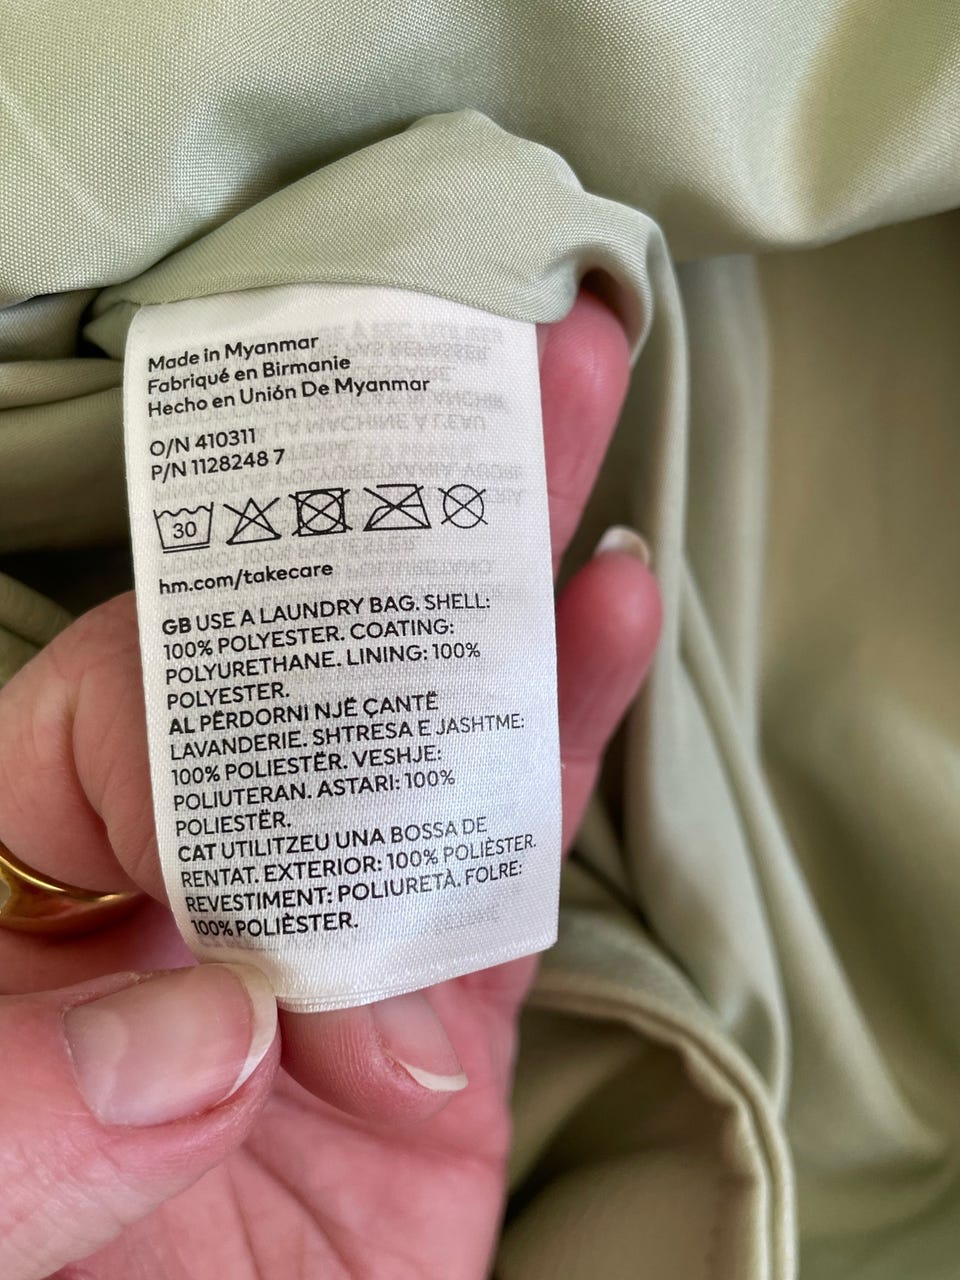 Made in Myanmar
Fabriqué en Birmanie
Hecho en Unión De Myanmar
O/N 410311
P/N 1128248 7
30
hm.com/takecare
GB USE A LAUNDRY BAG. SHELL:
100% POLYESTER. COATING:
POLYURETHANE. LINING: 100%
POLYESTER.
AL PËRDORNI NJË ÇANTË
LAVANDERIE. SHTRESA E JASHTME:
100% POLIESTËR. VESHJE:
POLIUTERAN. ASTARI: 100%
POLIESTËR.
CAT UTILITZEU UNA BOSSA DE
RENTAT. EXTERIOR: 100% POLIÈSTER.
REVESTIMENT: POLIURETÀ. FOLRE:
100% POLIÈSTER.